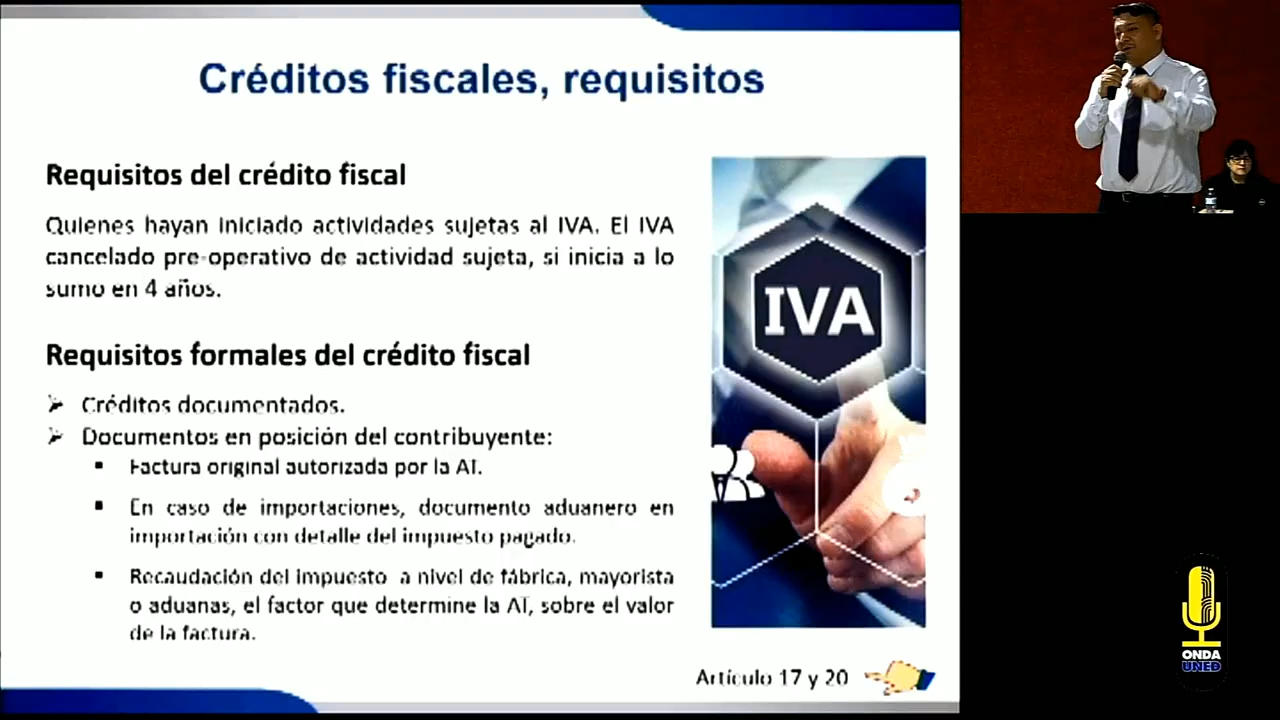 Créditos fiscales, requisitos
Requisitos del crédito fiscal
Quienes hayan iniciado actividades sujetas al IVA. El IVA
cancelado pre-operativo de actividad sujeta, si inicia a lo
sumo en 4 años.
IVA
Requisitos formales del crédito fiscal
Créditos documentados.
Documentos en posición del contribuyente:
Factura original autorizada por la AT.
En caso de importaciones, documento aduanero en
importación con detalle del impuesto pagado.
Recaudación del impuesto a nivel de fábrica, mayorista
o aduanas, el factor que determine la AT, sobre el valor
de la factura.
Artículo 17 y 20
ONDA
UNED